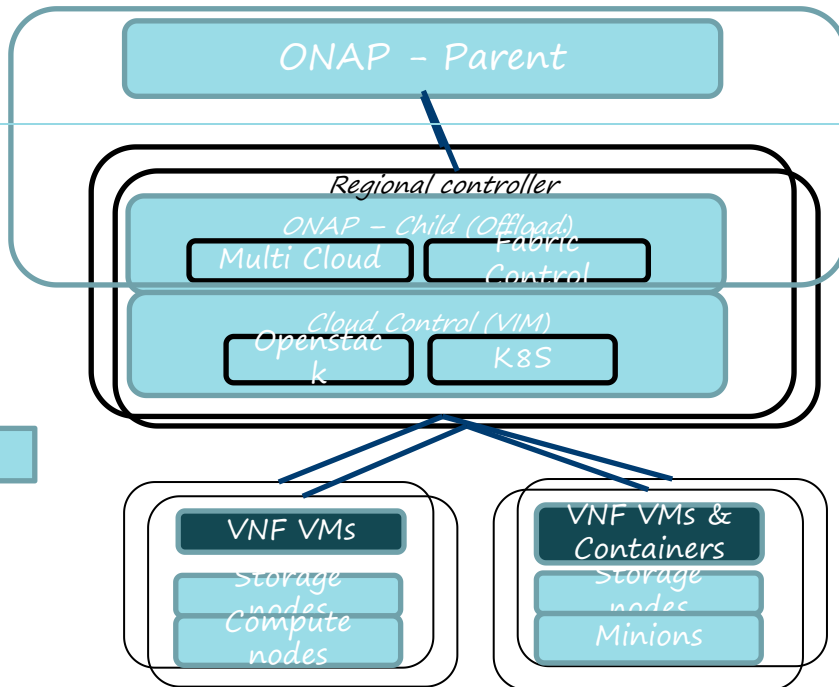 ONAP - Parent
Regional controller
ONAP – Child (Offload)
Multi Cloud
Fabric
Control
Cloud Control (VIM)
Openstac
k
K8S
VNF VMs
Storage
nodes
Compute
nodes
VNF VMs &
Containers
Storage
nodes
Minions